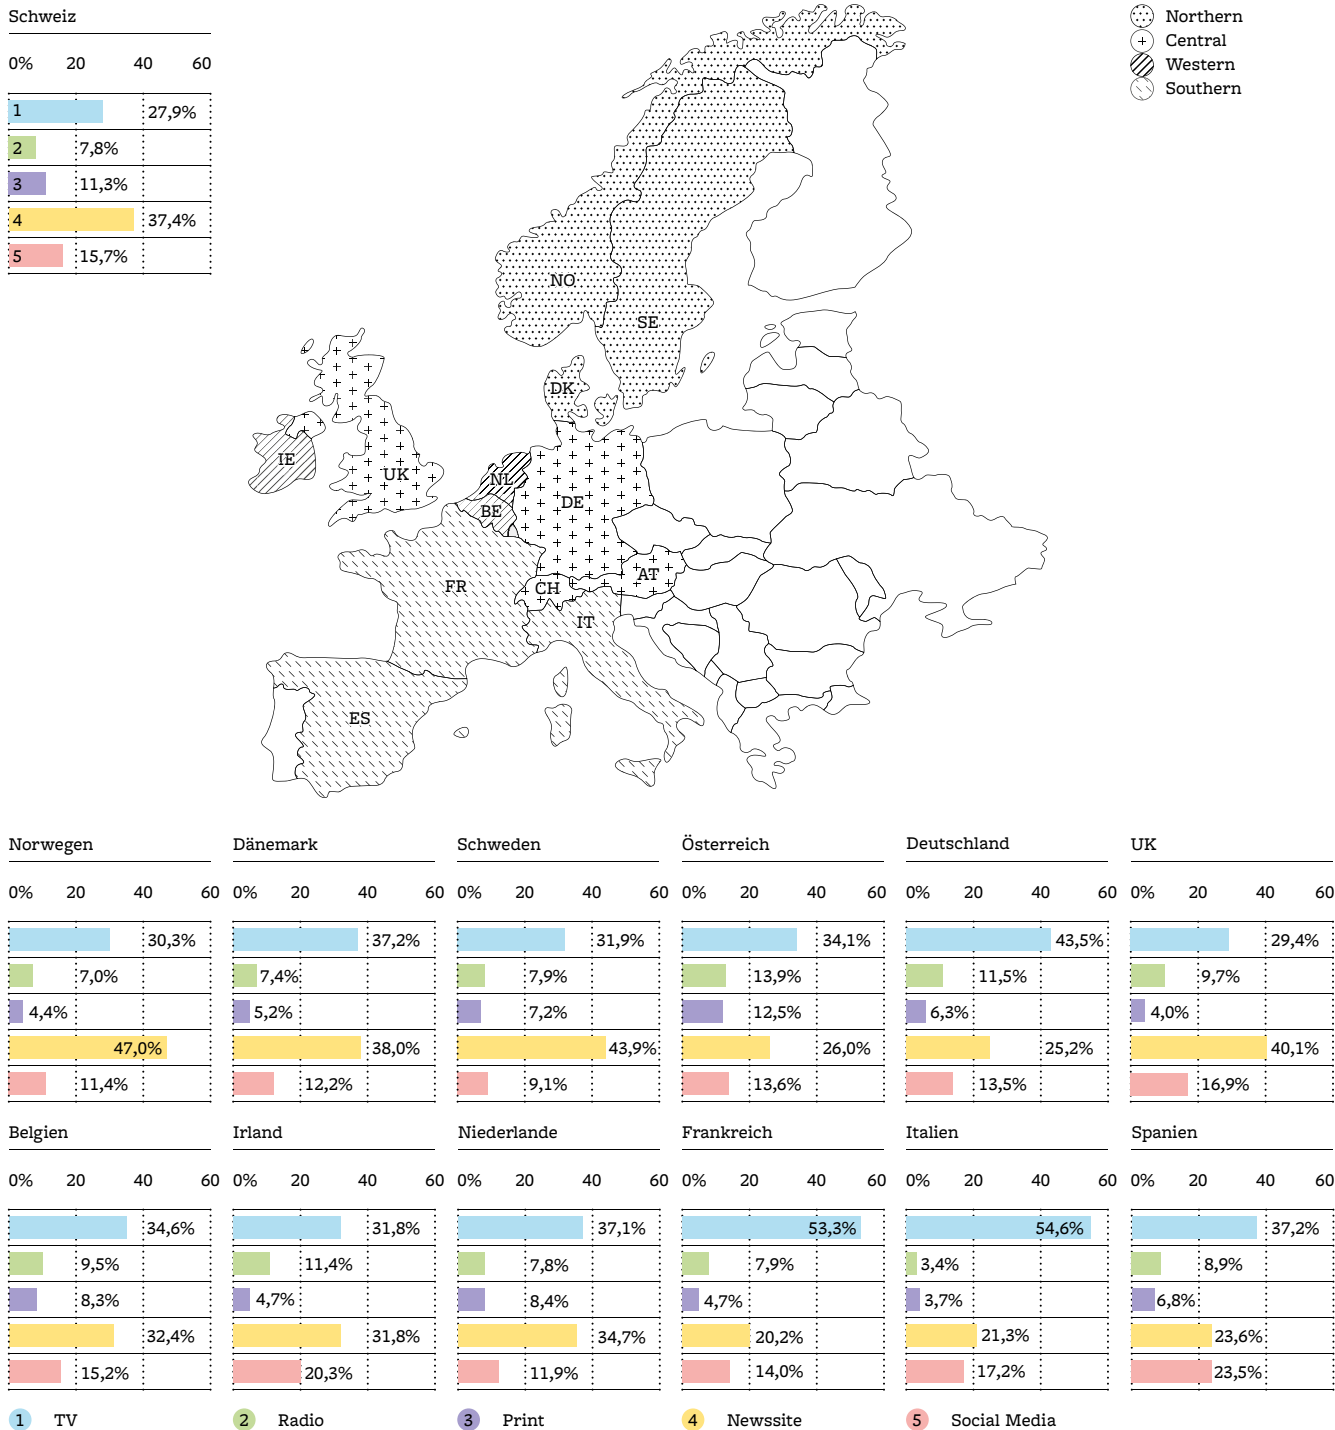 Schweiz
0% 20 40 60
1 27,9%
2 7,8%
3 11,3%
4 37,4%
5 15,7%
Northern
Central
Western
Southern
NO
SE
DK
IE
UK
NL
BE
DE
FR
CH
AT
IT
ES
Norwegen
0% 20 40 60
30,3%
7,0%
4,4%
47,0%
11,4%
Dänemark
0% 20 40 60
37,2%
7,4%
5,2%
38,0%
12,2%
Schweden
0% 20 40 60
31,9%
7,9%
7,2%
43,9%
9,1%
Österreich
0% 20 40 60
34,1%
13,9%
12,5%
26,0%
13,6%
Deutschland
0% 20 40 60
43,5%
11,5%
6,3%
25,2%
13,5%
UK
0% 20 40 60
29,4%
9,7%
4,0%
40,1%
16,9%
Belgien
0% 20 40 60
34,6%
9,5%
8,3%
32,4%
15,2%
Irland
0% 20 40 60
31,8%
11,4%
4,7%
31,8%
20,3%
Niederlande
0% 20 40 60
37,1%
7,8%
8,4%
34,7%
11,9%
Frankreich
0% 20 40 60
53,3%
7,9%
4,7%
20,2%
14,0%
Italien
0% 20 40 60
54,6%
3,4%
3,7%
21,3%
17,2%
Spanien
0% 20 40 60
37,2%
8,9%
6,8%
23,6%
23,5%
1 TV
2 Radio
3 Print
4 Newssite
5 Social Media